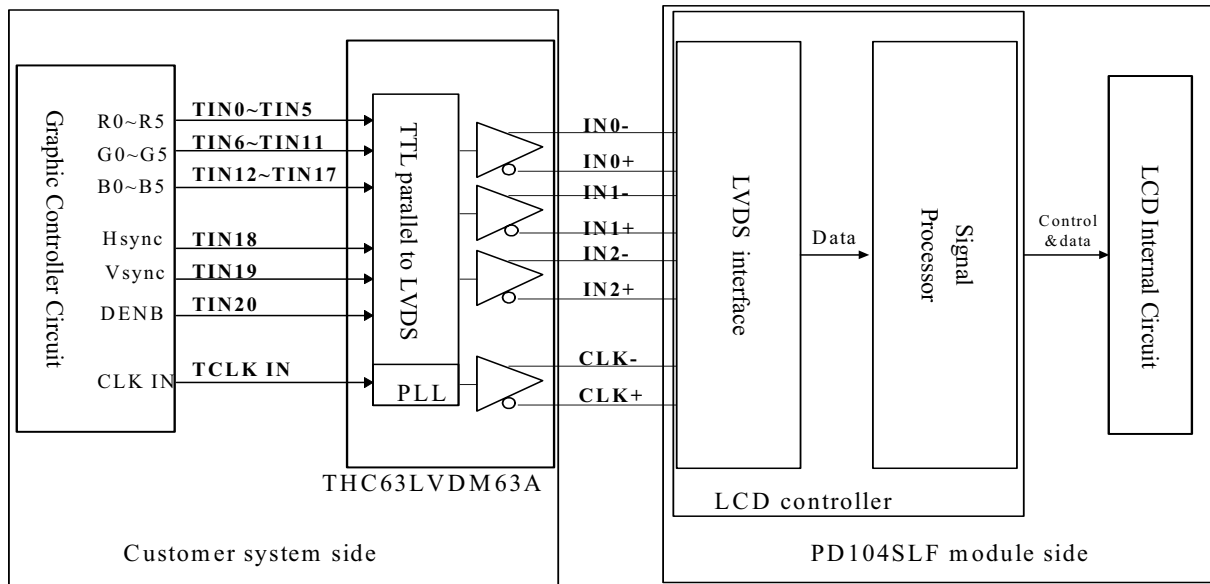 Graphic Controller Circuit
R0~R5
G0~G5
B0~B5
Hsync
Vsync
DENB
CLK IN
TIN0~TIN5
TIN6~TIN11
TIN12~TIN17
TIN18
TIN19
TIN20
TCLK IN
TTL parallel to LVDS
PLL
THC63LVDM63A
Customer system side
IN0-
IN0+
IN1-
IN1+
IN2-
IN2+
CLK-
CLK+
LVDS interface
Data
Signal
Processor
LCD controller
Control
&data
LCD Internal Circuit
PD104SLF module side